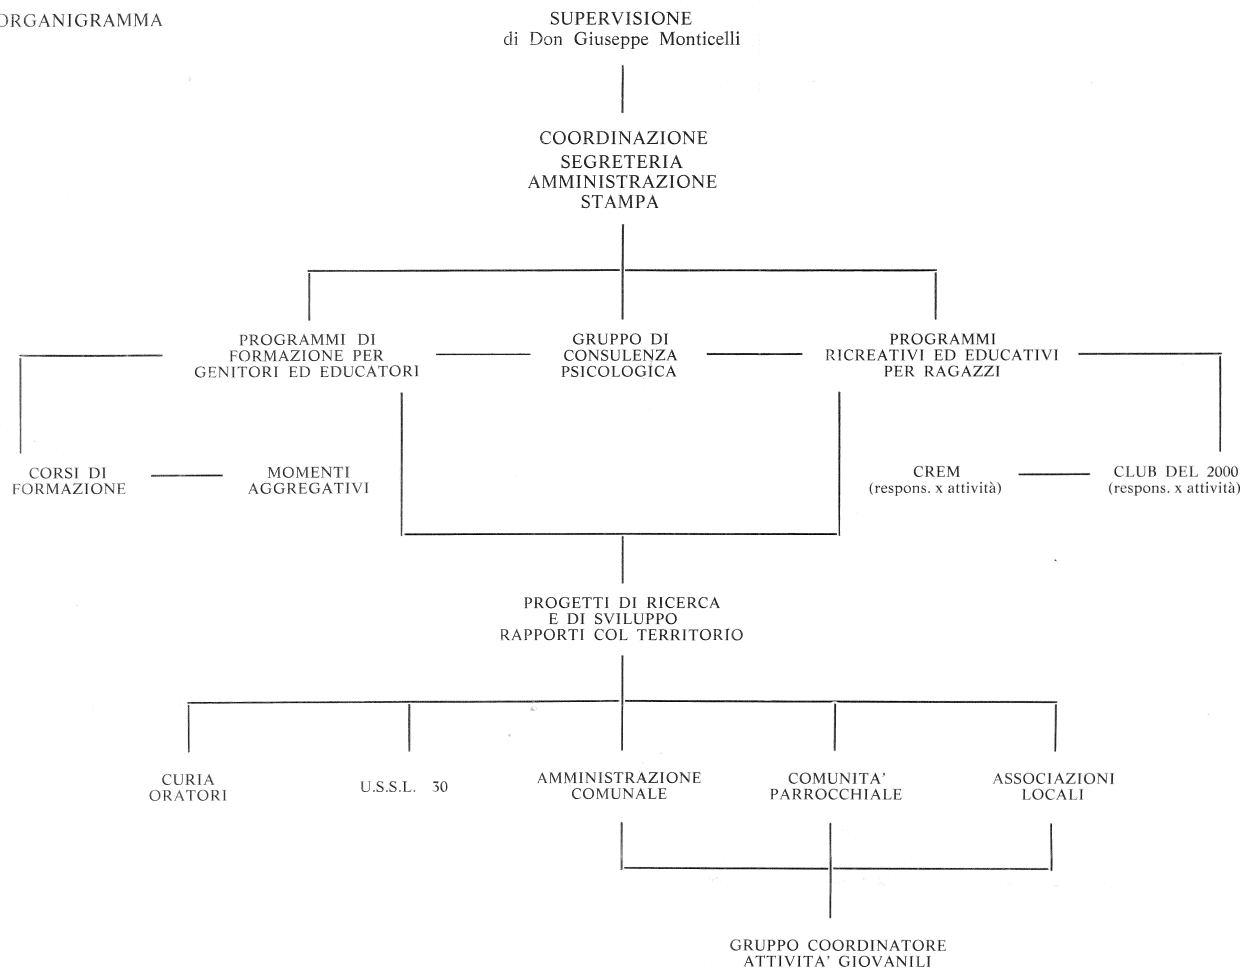 ORGANIGRAMMA
SUPERVISIONE
di Don Giuseppe Monticelli
COORDINAZIONE
SEGRETERIA
AMMINISTRAZIONE
STAMPA
PROGRAMMI DI
FORMAZIONE PER
GENITORI ED EDUCATORI
GRUPPO DI
CONSULENZA
PSICOLOGICA
PROGRAMMI
RICREATIVI ED EDUCATIVI
PER RAGAZZI
CORSI DI
FORMAZIONE
MOMENTI
AGGREGATIVI
CREM
(respons. x attività)
CLUB DEL 2000
(respons. x attività)
PROGETTI DI RICERCA
E DI SVILUPPO
RAPPORTI COL TERRITORIO
CURIA
ORATORI
U.S.S.L. 30
AMMINISTRAZIONE
COMUNALE
COMUNITA'
PARROCCHIALE
ASSOCIAZIONI
LOCALI
GRUPPO COORDINATORE
ATTIVITA' GIOVANILI